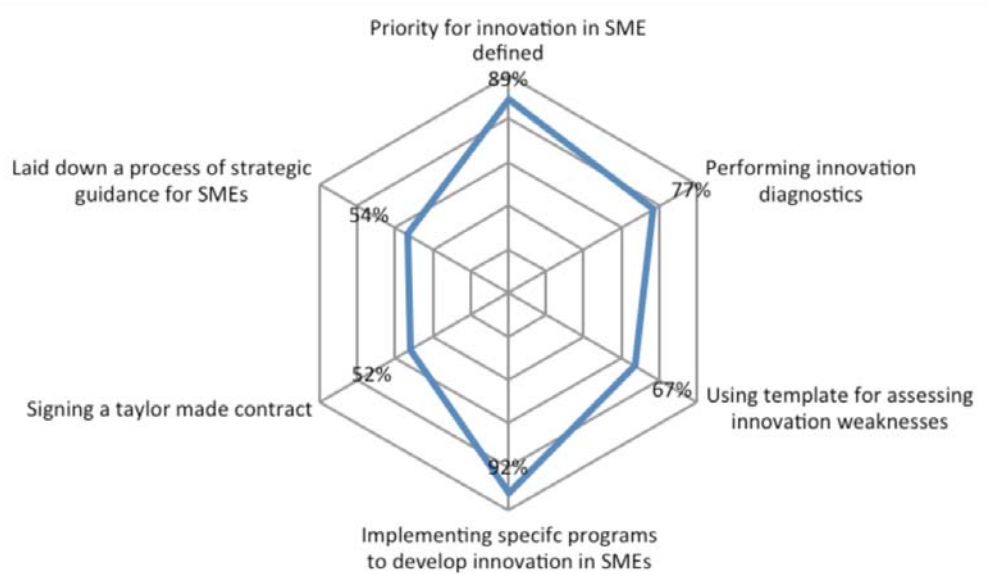 Priority for innovation in SME
defined
89%
Performing innovation
diagnostics
77%
Using template for assessing
innovation weaknesses
67%
Implementing specifc programs
to develop innovation in SMEs
92%
Signing a taylor made contract
52%
Laid down a process of strategic
guidance for SMEs
54%